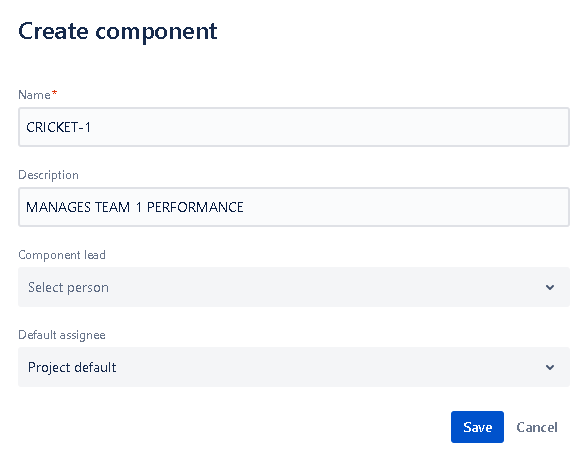 Create component
Name*
CRICKET-1
Description
MANAGES TEAM 1 PERFORMANCE
Component lead
Select person
Default assignee
Project default
Save Cancel